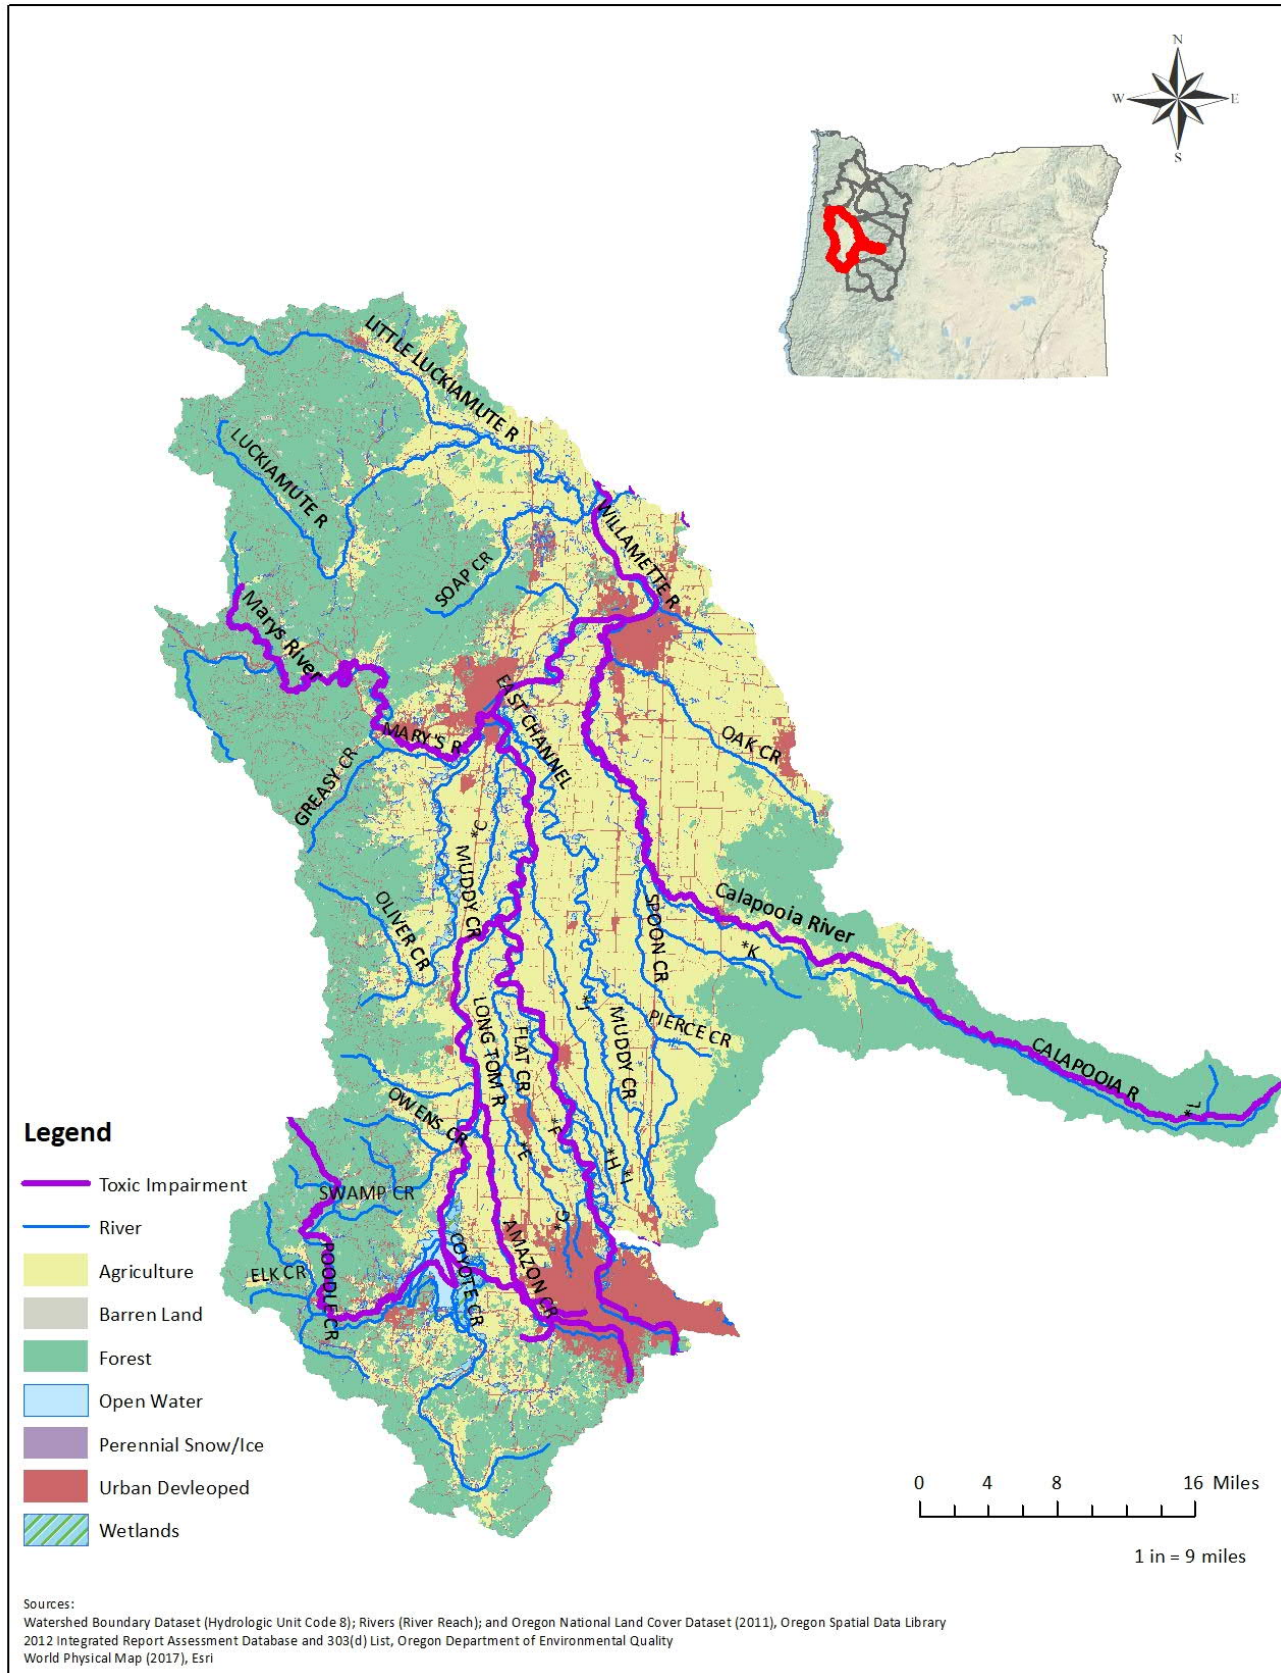 N
W
E
S
LITTLE LUCKIAMUTE R
LUCKIAMUTE R
WILLAMETTE R
SOAP CR
Marys River
EAST CHANNEL
MARY'S R
OAK CR
GREASY CR
*C
MUDDY CR
Calapooia River
OLIVER CR
SPOON CR
*K
*J
LONG TOM R
FLAT CR
MUDDY CR
PIERCE CR
CALAPOOIA R
*L
OWENS CR
*F
*E
*H
*I
SWAMP CR
*G
ELK CR
POODLE CR
COYOTE CR
AMAZON CR
Legend
Toxic Impairment
River
Agriculture
Barren Land
Forest
Open Water
Perennial Snow/Ice
Urban Devleoped
Wetlands
0 4 8 16 Miles
1 in = 9 miles
Sources:
Watershed Boundary Dataset (Hydrologic Unit Code 8); Rivers (River Reach); and Oregon National Land Cover Dataset (2011), Oregon Spatial Data Library
2012 Integrated Report Assessment Database and 303(d) List, Oregon Department of Environmental Quality
World Physical Map (2017), Esri